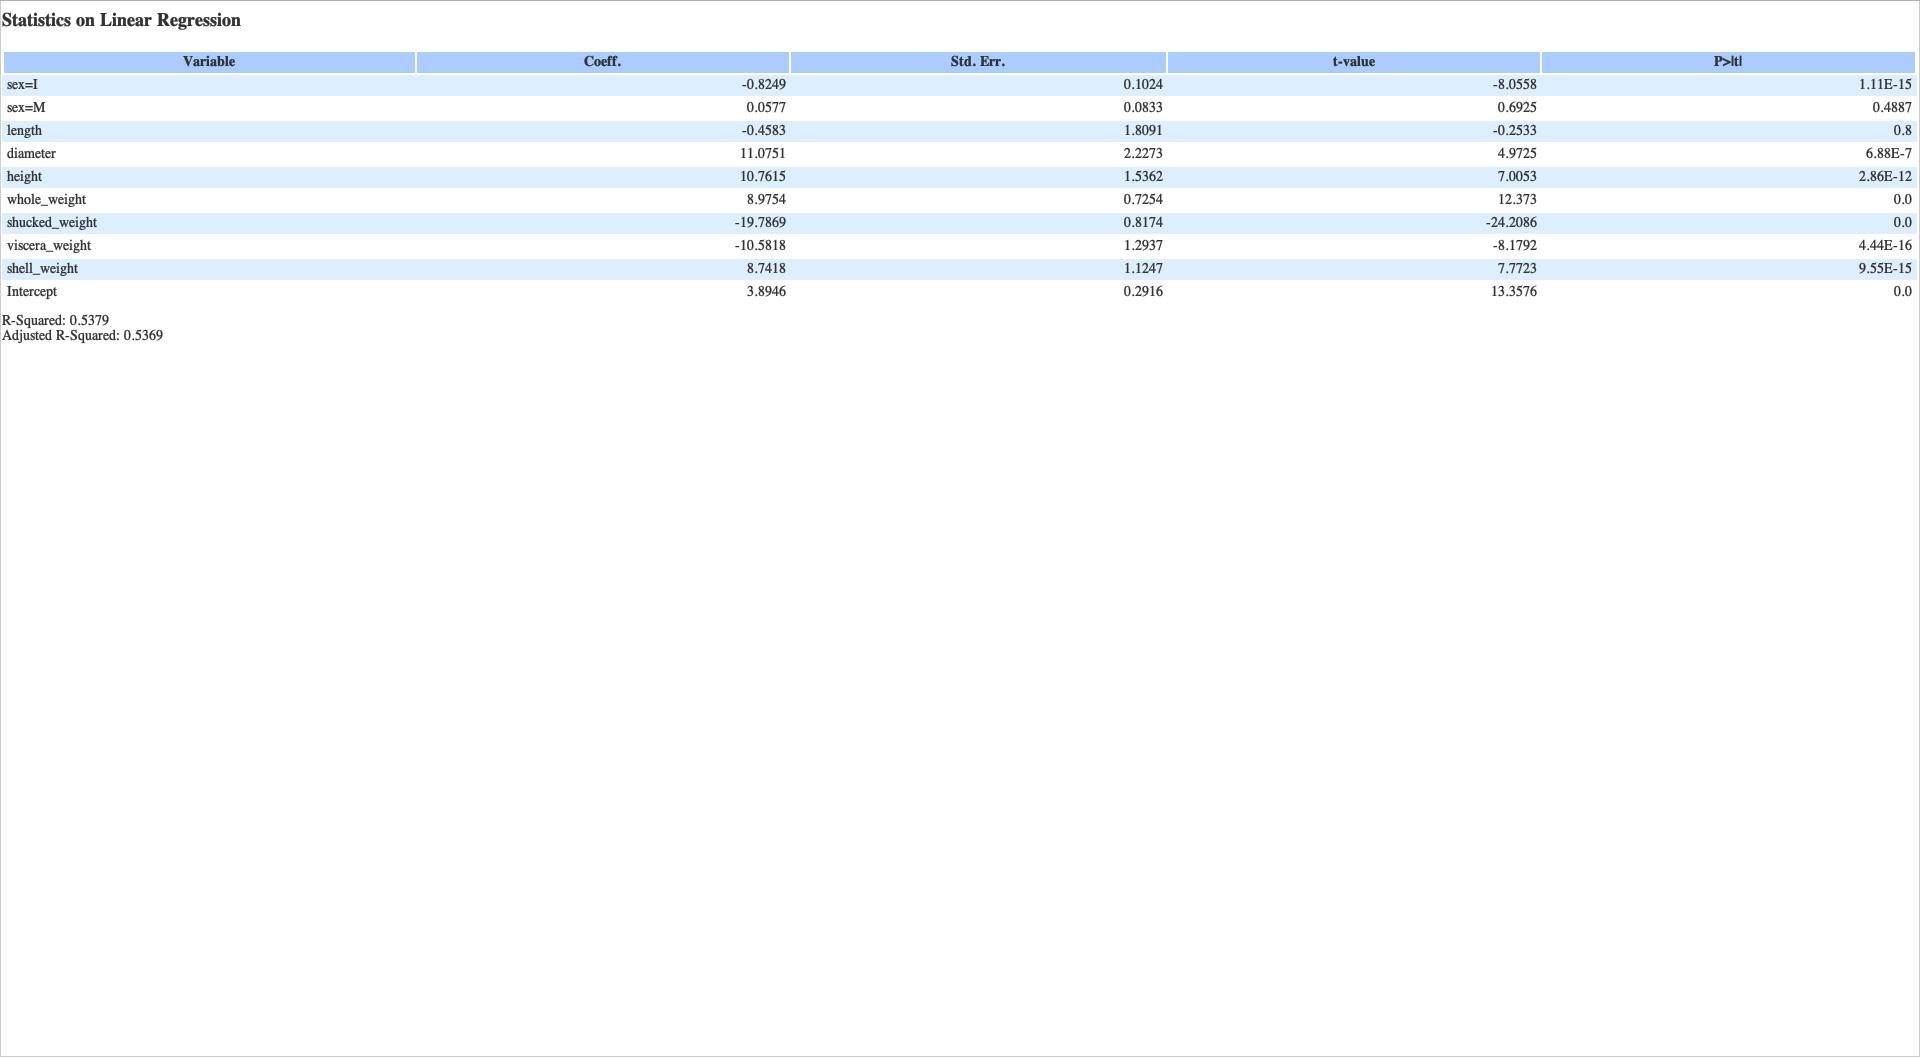 Statistics on Linear Regression
Variable Coeff. Std. Err. t-value P>|t|
sex=I -0.8249 0.1024 -8.0558 1.11E-15
sex=M 0.0577 0.0833 0.6925 0.4887
length -0.4583 1.8091 -0.2533 0.8
diameter 11.0751 2.2273 4.9725 6.88E-7
height 10.7615 1.5362 7.0053 2.86E-12
whole_weight 8.9754 0.7254 12.373 0.0
shucked_weight -19.7869 0.8174 -24.2086 0.0
viscera_weight -10.5818 1.2937 -8.1792 4.44E-16
shell_weight 8.7418 1.1247 7.7723 9.55E-15
Intercept 3.8946 0.2916 13.3576 0.0
R-Squared: 0.5379
Adjusted R-Squared: 0.5369